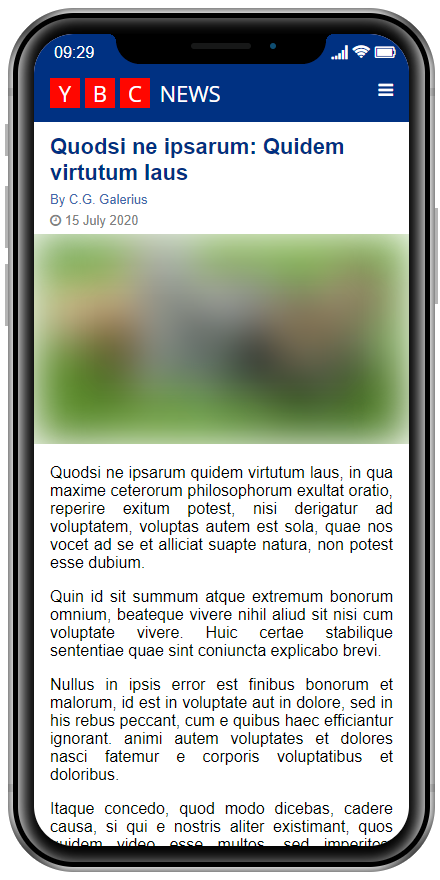 09:29
Y B C NEWS
Quodsi ne ipsarum: Quidem
virtutum laus
By C.G. Galerius
15 July 2020
Quodsi ne ipsarum quidem virtutum laus, in qua
maxime ceterorum philosophorum exultat oratio,
reperire exitum potest, nisi derigatur ad
voluptatem, voluptas autem est sola, quae nos
vocet ad se et alliciat suapte natura, non potest
esse dubium.
Quin id sit summum atque extremum bonorum
omnium, beateque vivere nihil aliud sit nisi cum
voluptate vivere. Huic certae stabilique
sententiae quae sint coniuncta explicabo brevi.
Nullus in ipsis error est finibus bonorum et
malorum, id est in voluptate aut in dolore, sed in
his rebus peccant, cum e quibus haec efficiantur
ignorant. animi autem voluptates et dolores
nasci fatemur e corporis voluptatibus et
doloribus.
Itaque concedo, quod modo dicebas, cadere
causa, si qui e nostris aliter existimant, quos
quidem video esse multos, sed imperitos